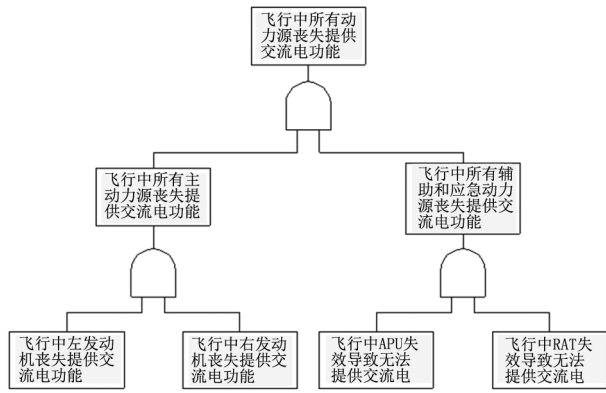 飞行中所有动
力源丧失提供
交流电功能
飞行中所有主
动力源丧失提
供交流电功能
飞行中所有辅
助和应急动力
源丧失提供交
流电功能
飞行中左发动
机丧失提供交
流电功能
飞行中右发动
机丧失提供交
流电功能
飞行中APU失
效导致无法
提供交流电
飞行中RAT失
效导致无法
提供交流电